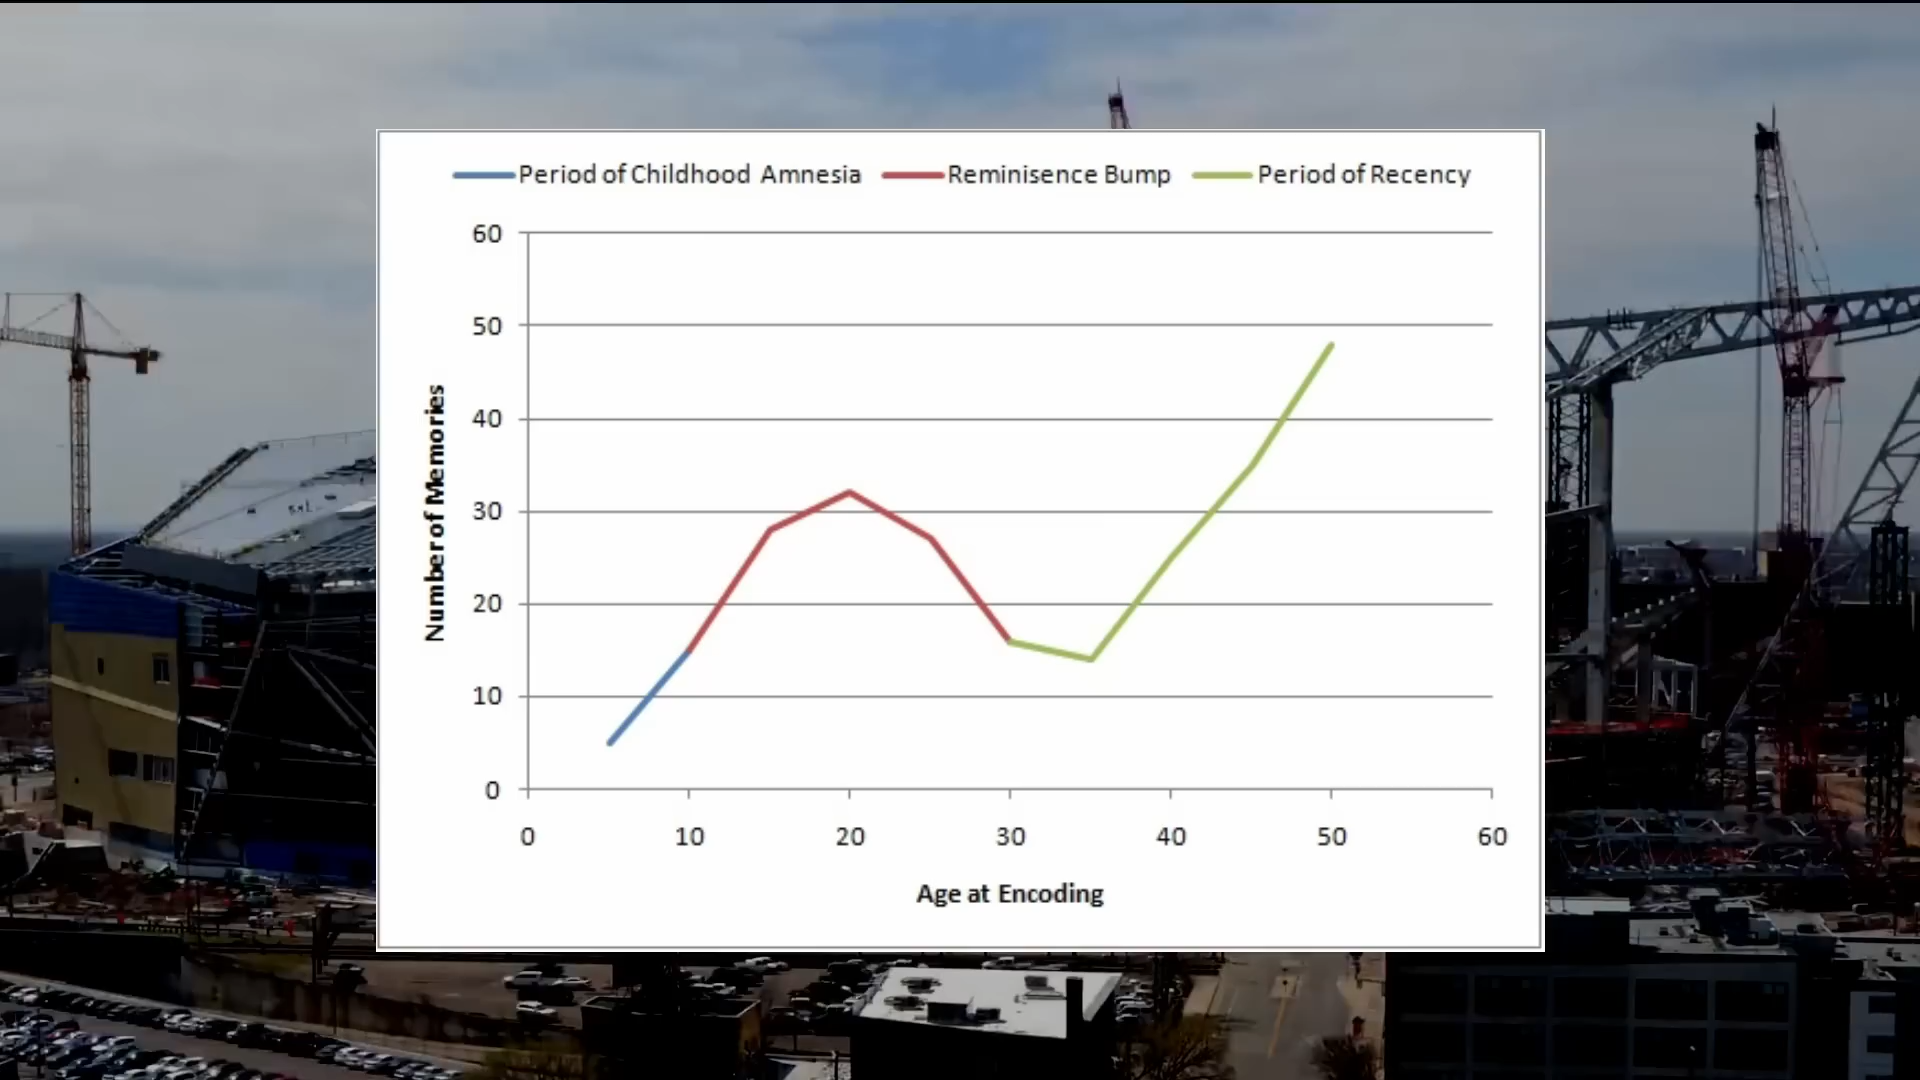 Period of Childhood Amnesia Reminisence Bump Period of Recency
60
50
40
30
20
10
0
0 10 20 30 40 50 60
Number of Memories
Age at Encoding